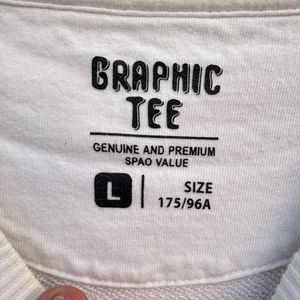 GRAPHIC
TEE
GENUINE AND PREMIUM
SPAO VALUE
L SIZE
175/96A